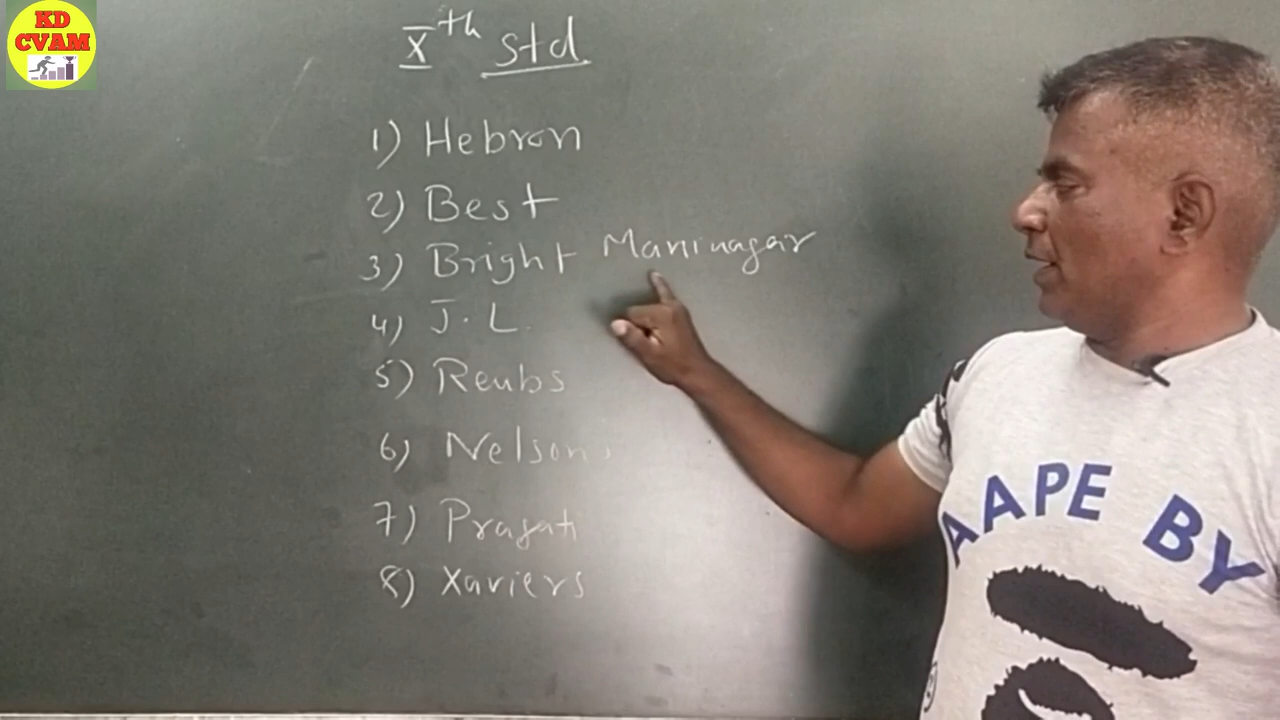 KD
CVAM
Xth std
1) Hebron
2) Best
3) Bright Maninagar
4) J. L.
5) Reubs
6) Nelsons
7) Pragati
8) Xaviers
AAPE BY